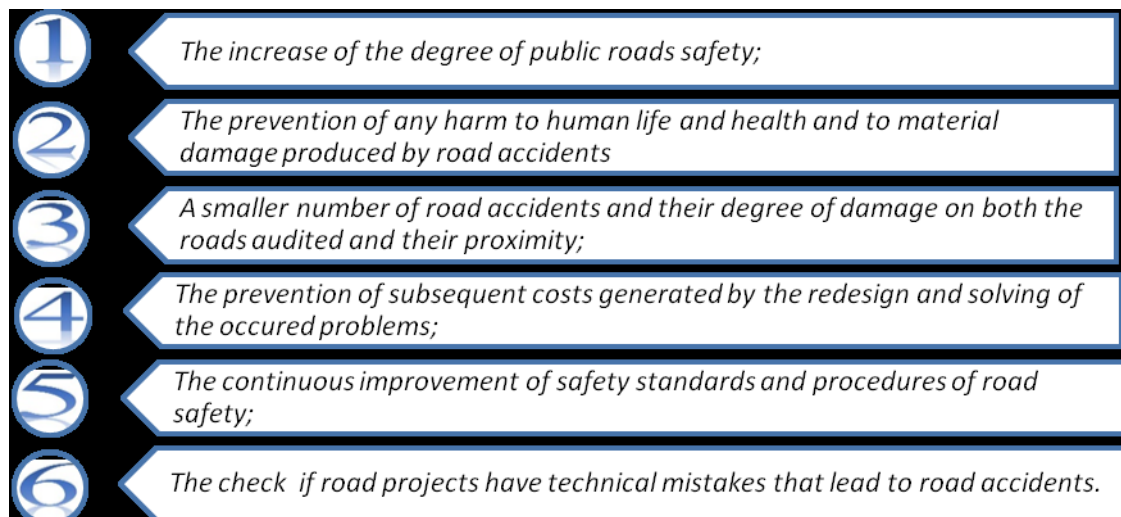 1
The increase of the degree of public roads safety;
2
The prevention of any harm to human life and health and to material
damage produced by road accidents
3
A smaller number of road accidents and their degree of damage on both the
roads audited and their proximity;
4
The prevention of subsequent costs generated by the redesign and solving of
the occured problems;
5
The continuous improvement of safety standards and procedures of road
safety;
6
The check if road projects have technical mistakes that lead to road accidents.